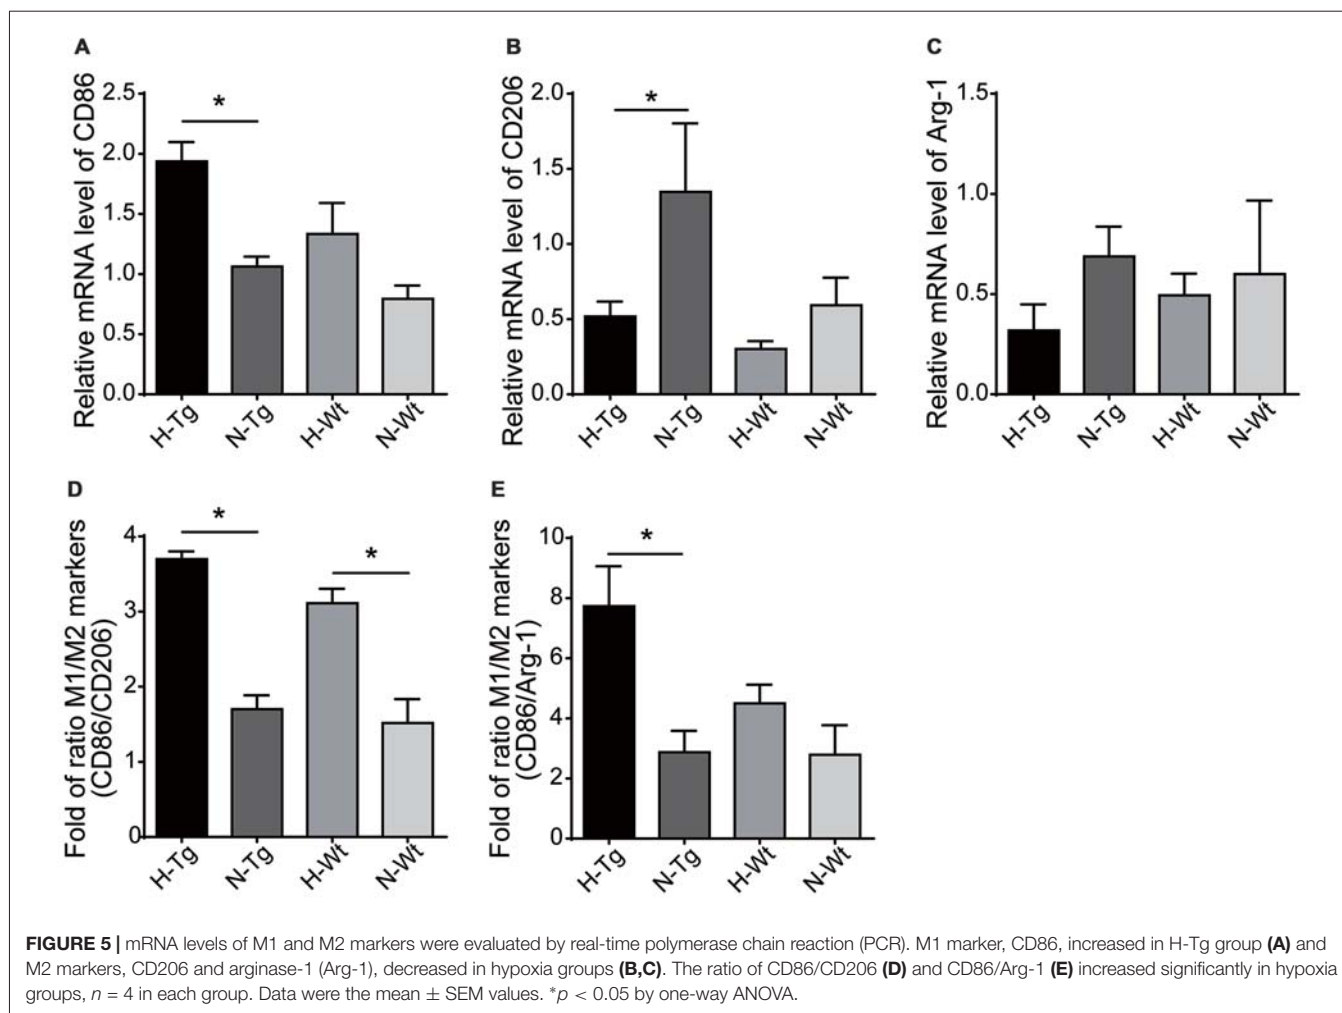 A
Relative mRNA level of CD86
2.5
2.0
1.5
1.0
0.5
0.0
*
H-Tg
N-Tg
H-Wt
N-Wt
B
Relative mRNA level of CD206
2.0
1.5
1.0
0.5
0.0
*
H-Tg
N-Tg
H-Wt
N-Wt
C
Relative mRNA level of Arg-1
1.5
1.0
0.5
0.0
H-Tg
N-Tg
H-Wt
N-Wt
D
Fold of ratio M1/M2 markers
(CD86/CD206)
4
3
2
1
0
*
*
H-Tg
N-Tg
H-Wt
N-Wt
E
Fold of ratio M1/M2 markers
(CD86/Arg-1)
10
8
6
4
2
0
*
H-Tg
N-Tg
H-Wt
N-Wt
FIGURE 5 | mRNA levels of M1 and M2 markers were evaluated by real-time polymerase chain reaction (PCR). M1 marker, CD86, increased in H-Tg group (A) and
M2 markers, CD206 and arginase-1 (Arg-1), decreased in hypoxia groups (B,C). The ratio of CD86/CD206 (D) and CD86/Arg-1 (E) increased significantly in hypoxia
groups, n = 4 in each group. Data were the mean ± SEM values. *p < 0.05 by one-way ANOVA.